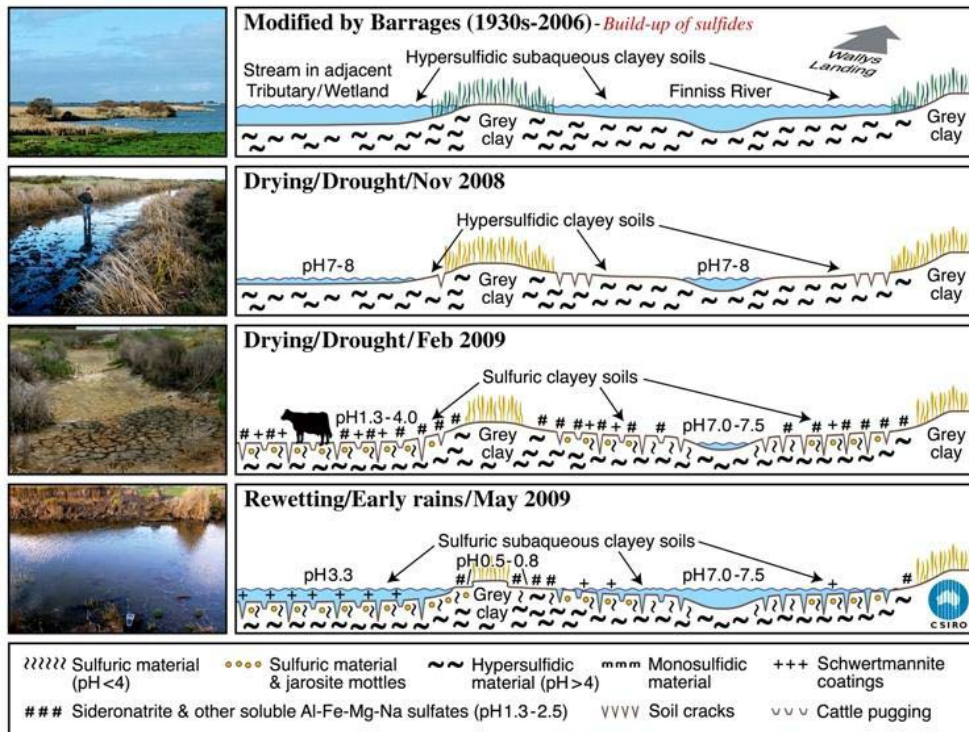 Modified by Barrages (1930s-2006) - Build-up of sulfides
Hypersulfidic subaqueous clayey soils
Wallys
Landing
Stream in adjacent
Tributary/Wetland
Finniss River
Grey
clay
Grey
clay
Drying/Drought/Nov 2008
Hypersulfidic clayey soils
pH7-8
pH7-8
Grey
clay
Grey
clay
Drying/Drought/Feb 2009
Sulfuric clayey soils
pH1.3-4.0
pH7.0-7.5
# + # +
# + # + # # # #
# # # + # + # # #
# # # + # # # #
Grey
clay
Grey
clay
Rewetting/Early rains/May 2009
Sulfuric subaqueous clayey soils
pH3.3
pH0.5-0.8
pH7.0-7.5
# #
# # #
+ +
+
#
+ + + + + +
Grey
clay
Grey
clay
CSIRO
Sulfuric material
(pH<4)
Sulfuric material
& jarosite mottles
Hypersulfidic
material (pH>4)
Monosulfidic
material
+++ Schwertmannite
coatings
### Sideronatrite & other soluble Al-Fe-Mg-Na sulfates (pH1.3-2.5)
Soil cracks
Cattle pugging